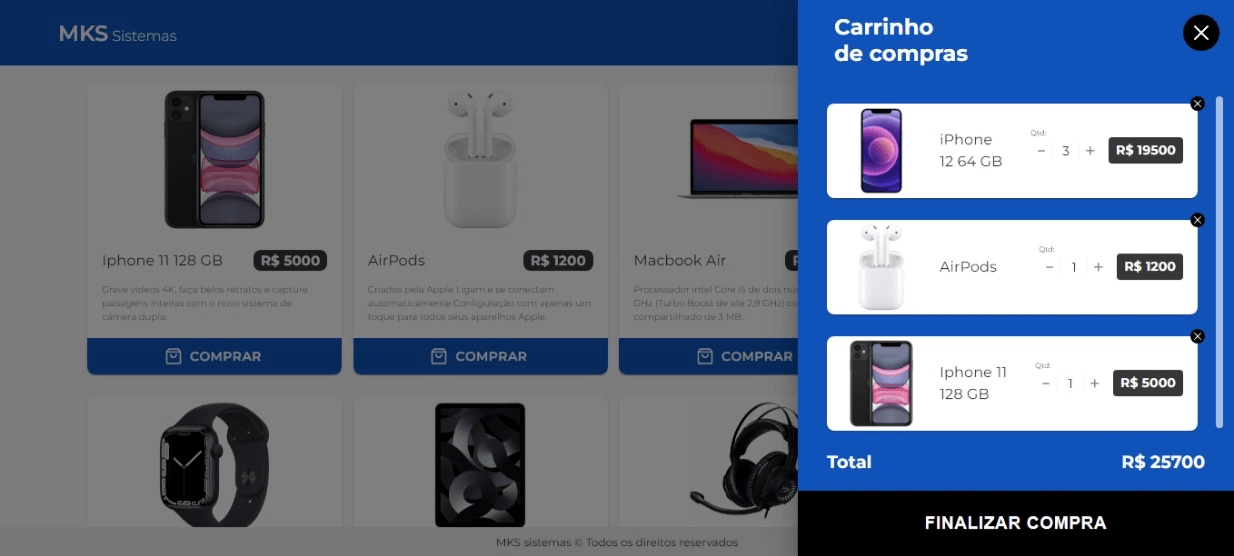 MKS Sistemas
Iphone 11 128 GB
R$ 5000
Grave vídeos 4K, faça belos retratos e capture
paisagens inteiras com o novo sistema de
câmera dupla.
COMPRAR
AirPods
R$ 1200
Criados pela Apple Ligam e se conectam
automaticamente Configuração com apenas um
toque para todos seus aparelhos Apple.
COMPRAR
Macbook Air
Processador intel Core i5 de dois
GHz (Turbo Boost de até 2,9 GHz)
compartilhado de 3 MB.
COMPRAR
MKS sistemas © Todos os direitos reservados
Carrinho
de compras
iPhone
12 64 GB
Qtd:
− 3 +
R$ 19500
AirPods
Qtd:
− 1 +
R$ 1200
Iphone 11
128 GB
Qtd:
− 1 +
R$ 5000
Total
R$ 25700
FINALIZAR COMPRA